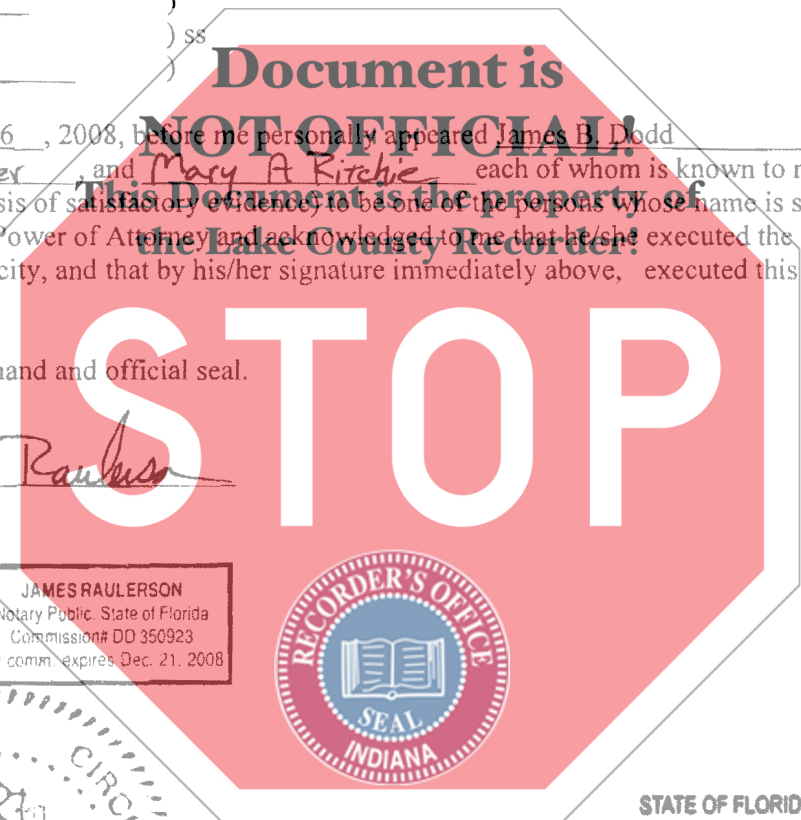 )
) ss
)
Document is
NOT OFFICIAL!
This Document is the property of
the Lake County Recorder!
6 , 2008, before me personally appeared James B. Dodd
er , and Mary A Ritchie each of whom is known to
sis of satisfactory evidence) to be one of the persons whose name is s
Power of Attorney and acknowledged to me that he/she executed the
city, and that by his/her signature immediately above, executed this
hand and official seal.
Raulerson
STOP
JAMES RAULERSON
Notary Public, State of Florida
Commission# DD 350923
comm. expires Dec. 21, 2008
RECORDER'S OFFICE
SEAL
INDIANA
CIRC
STATE OF FLORID